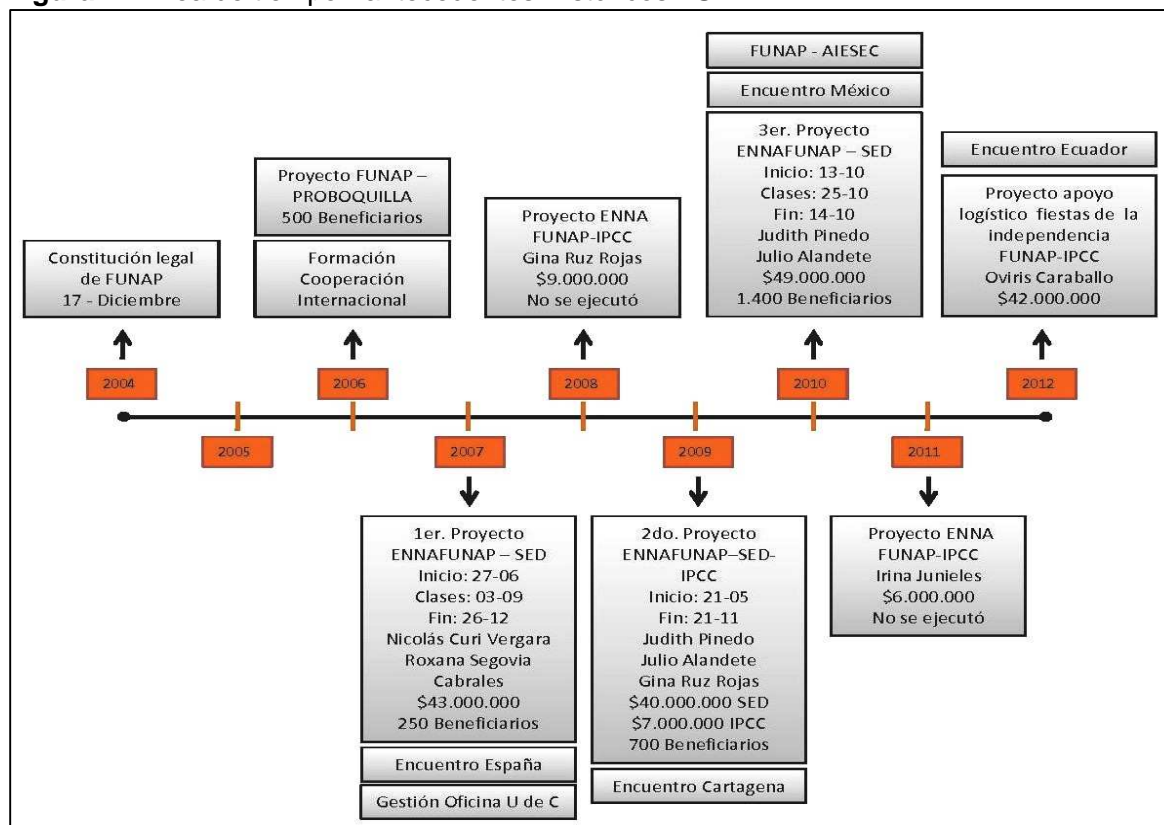 FUNAP - AIESEC
Encuentro México
3er. Proyecto
ENNAFUNAP – SED
Inicio: 13-10
Clases: 25-10
Fin: 14-10
Judith Pinedo
Julio Alandete
$49.000.000
1.400 Beneficiarios
Encuentro Ecuador
Proyecto apoyo
logístico fiestas de la
independencia
FUNAP-IPCC
Oviris Caraballo
$42.000.000
Proyecto FUNAP –
PROBOQUILLA
500 Beneficiarios
Formación
Cooperación
Internacional
Proyecto ENNA
FUNAP-IPCC
Gina Ruz Rojas
$9.000.000
No se ejecutó
Constitución legal
de FUNAP
17 - Diciembre
2004
2006
2008
2010
2012
2005
2007
2009
2011
1er. Proyecto
ENNAFUNAP – SED
Inicio: 27-06
Clases: 03-09
Fin: 26-12
Nicolás Curi Vergara
Roxana Segovia
Cabrales
$43.000.000
250 Beneficiarios
Encuentro España
Gestión Oficina U de C
2do. Proyecto
ENNAFUNAP–SED-
IPCC
Inicio: 21-05
Fin: 21-11
Judith Pinedo
Julio Alandete
Gina Ruz Rojas
$40.000.000 SED
$7.000.000 IPCC
700 Beneficiarios
Encuentro Cartagena
Proyecto ENNA
FUNAP-IPCC
Irina Junieles
$6.000.000
No se ejecutó